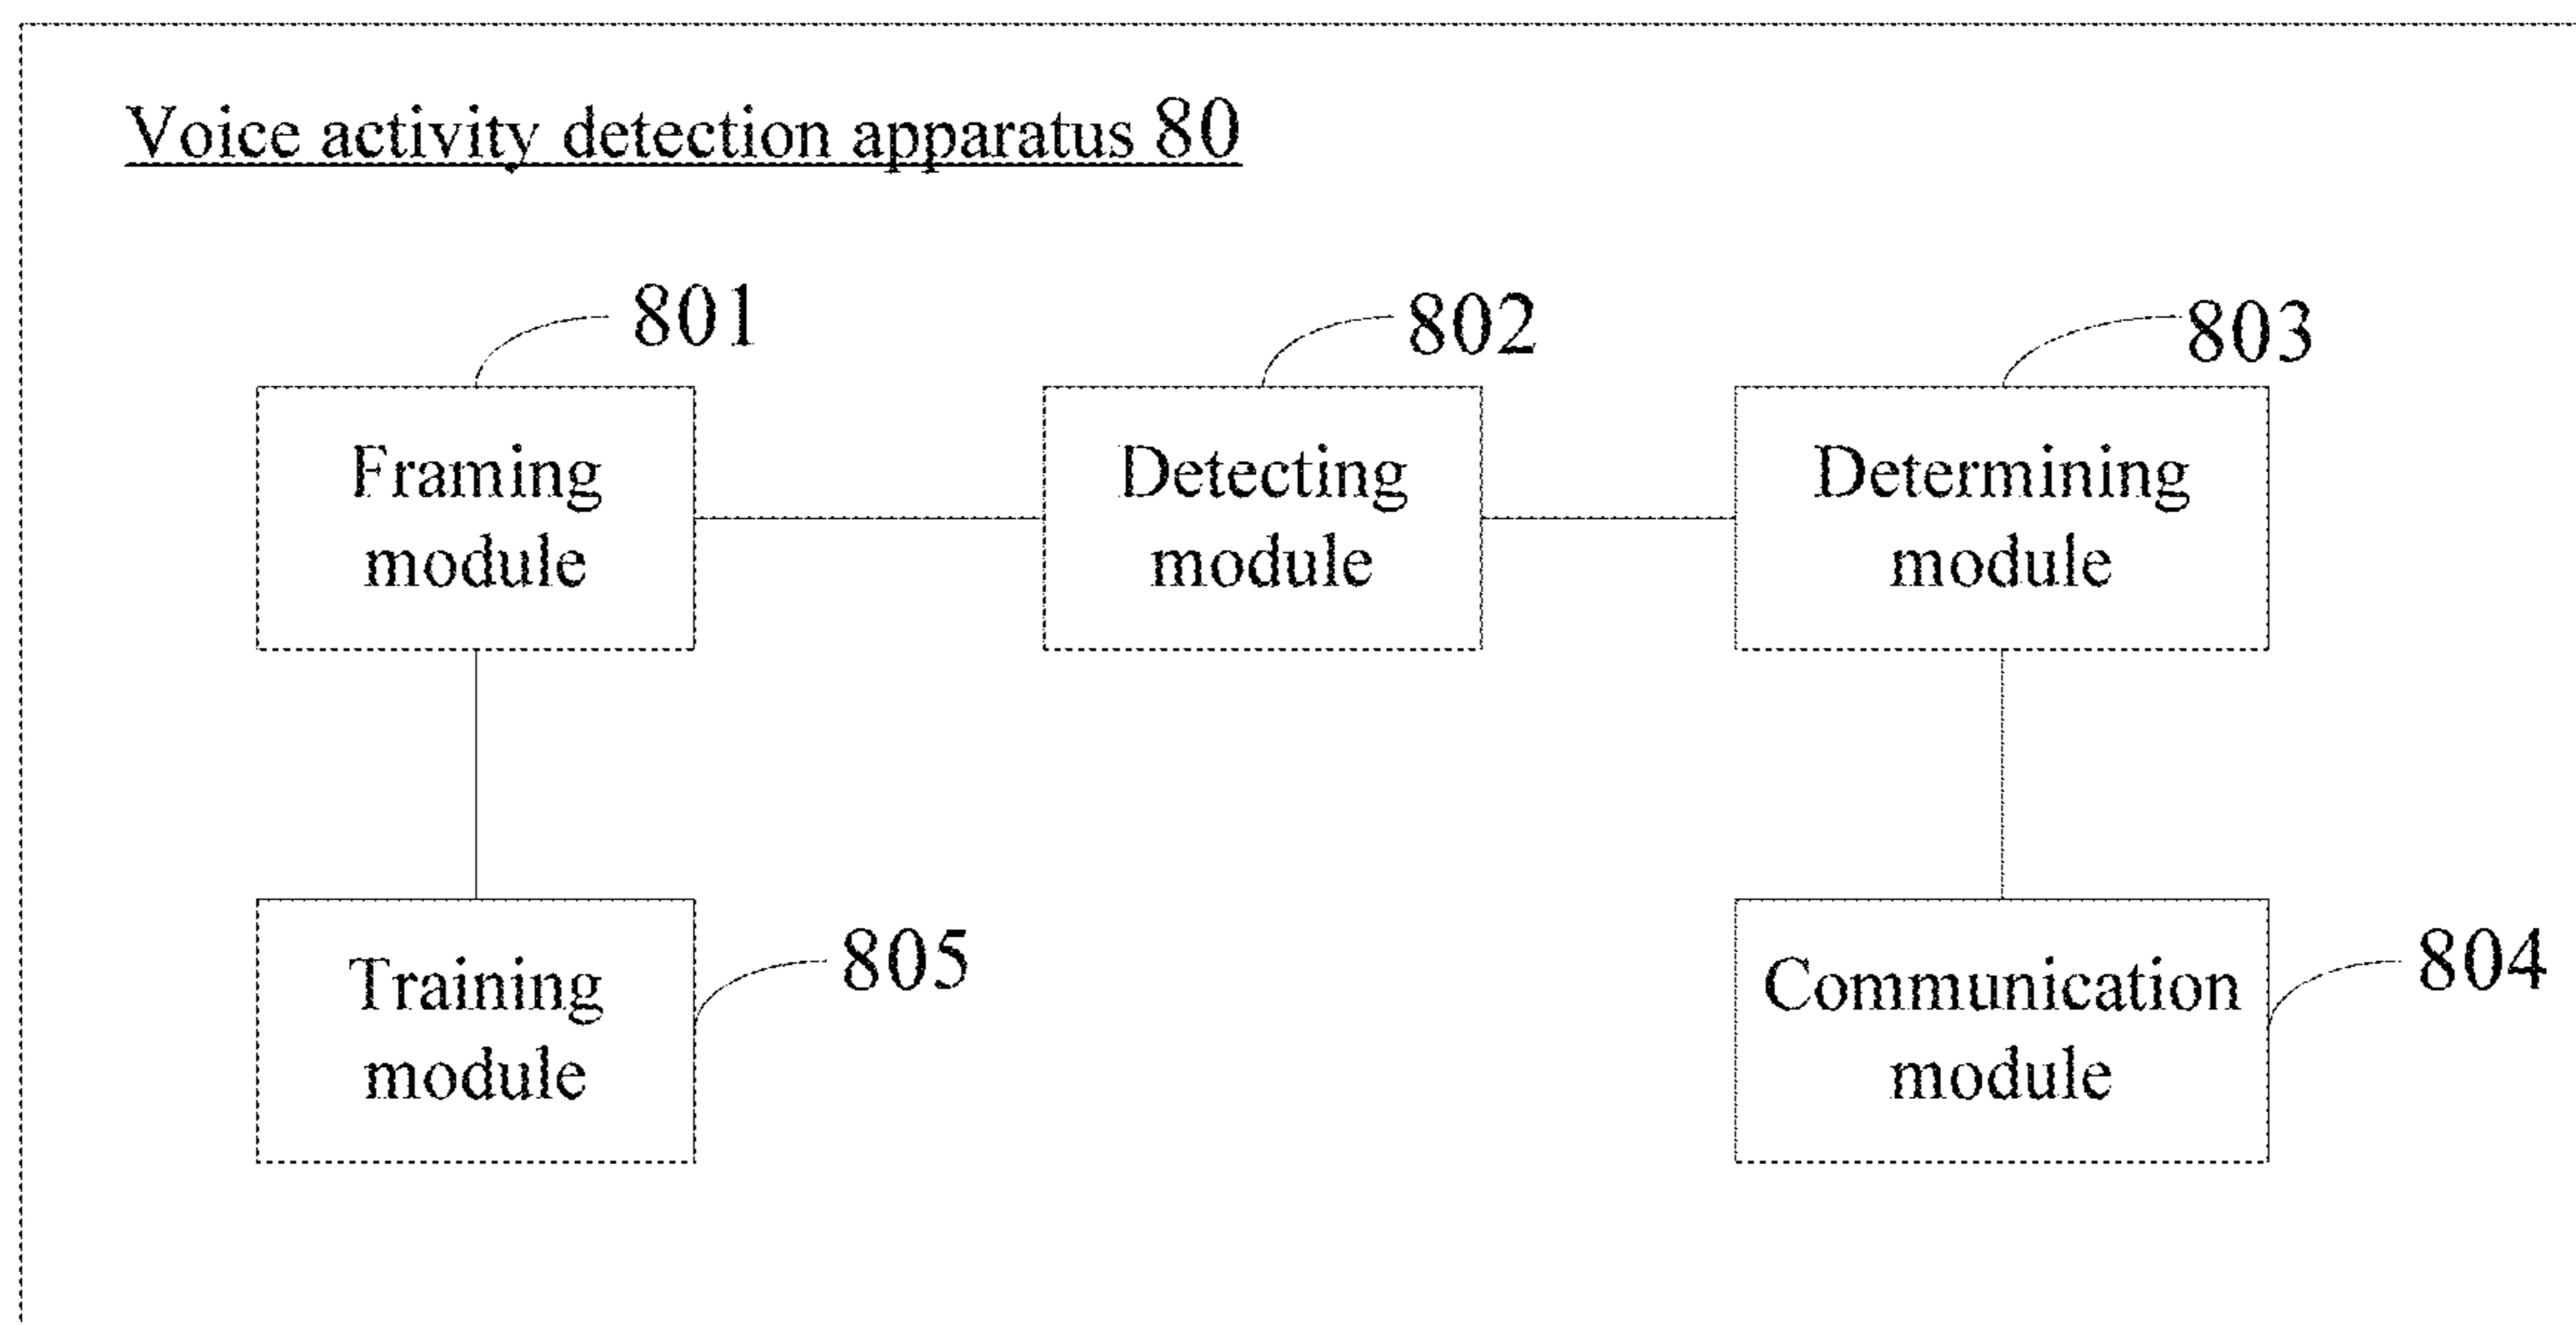 Voice activity detection apparatus 80
801
802
803
Framing
module
Detecting
module
Determining
module
805
804
Training
module
Communication
module